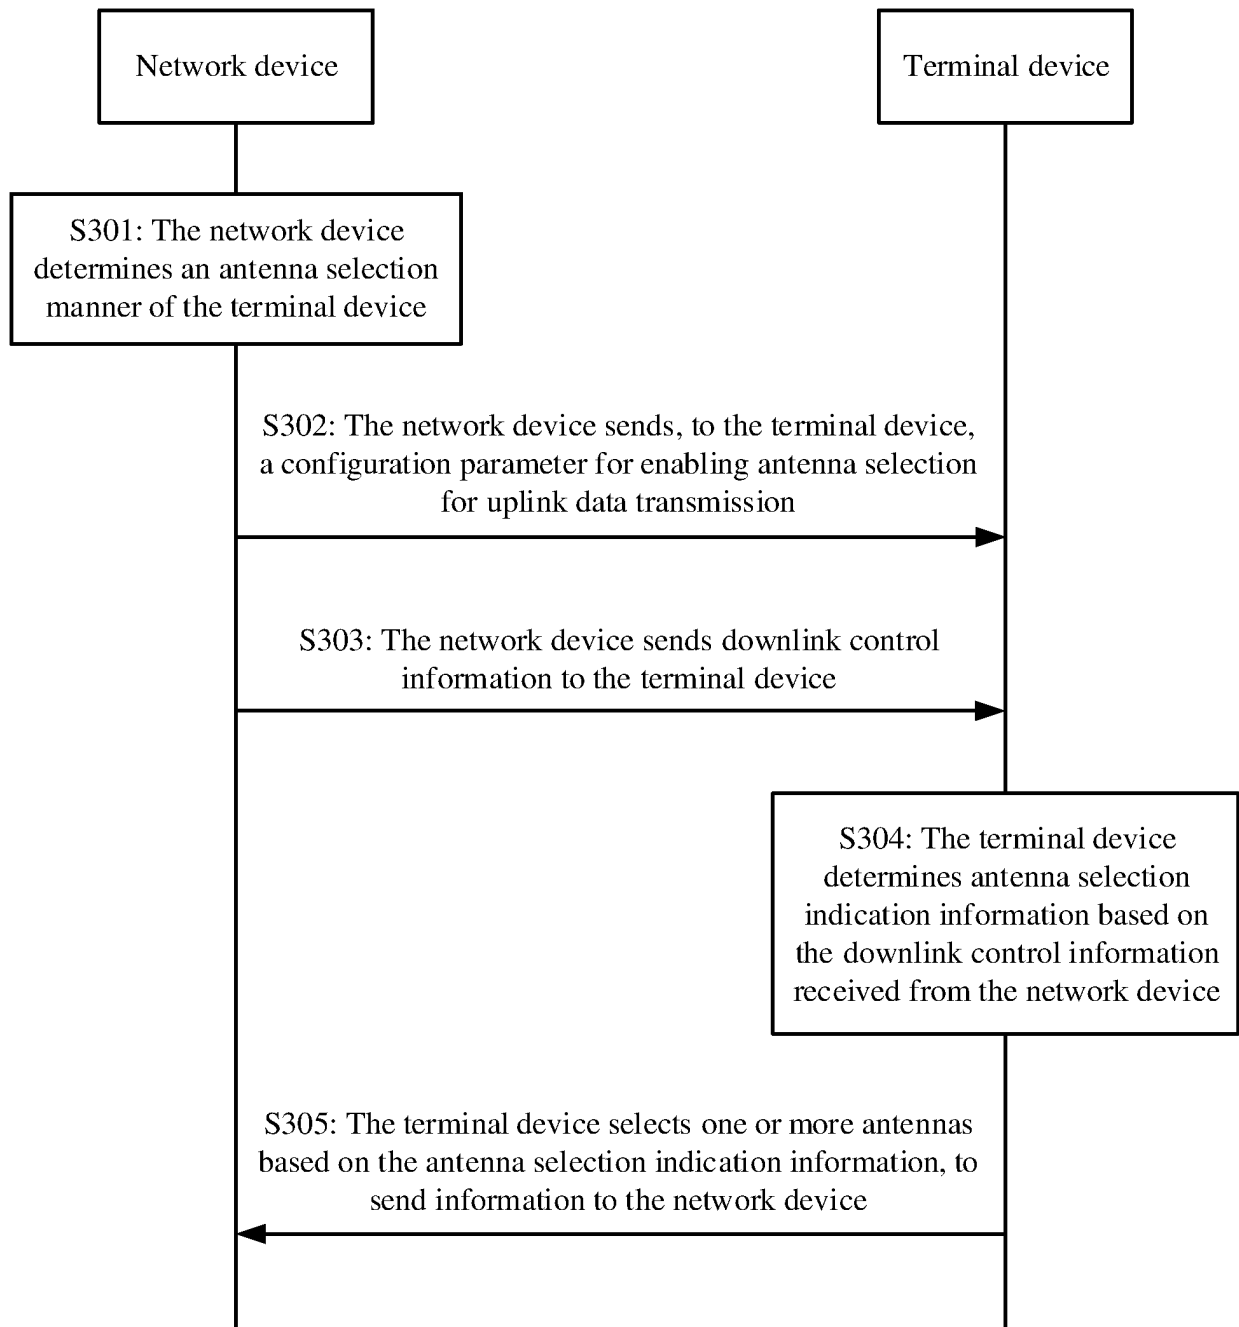 Network device
Terminal device
S301: The network device
determines an antenna selection
manner of the terminal device
S302: The network device sends, to the terminal device,
a configuration parameter for enabling antenna selection
for uplink data transmission
S303: The network device sends downlink control
information to the terminal device
S304: The terminal device
determines antenna selection
indication information based on
the downlink control information
received from the network device
S305: The terminal device selects one or more antennas
based on the antenna selection indication information, to
send information to the network device